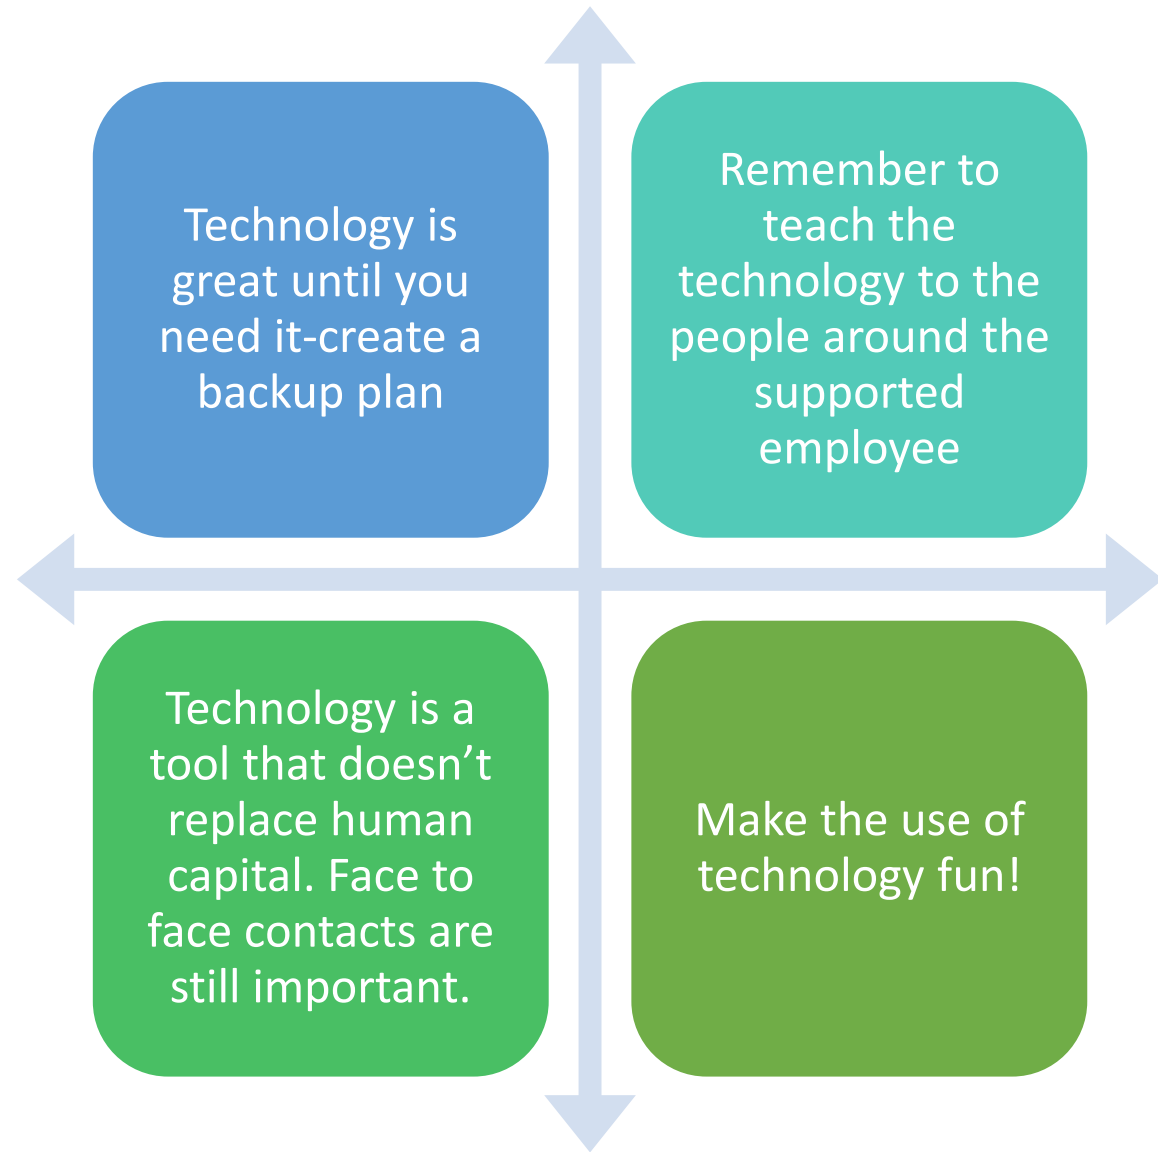 Technology is
great until you
need it-create a
backup plan
Remember to
teach the
technology to the
people around the
supported
employee
Technology is a
tool that doesn’t
replace human
capital. Face to
face contacts are
still important.
Make the use of
technology fun!